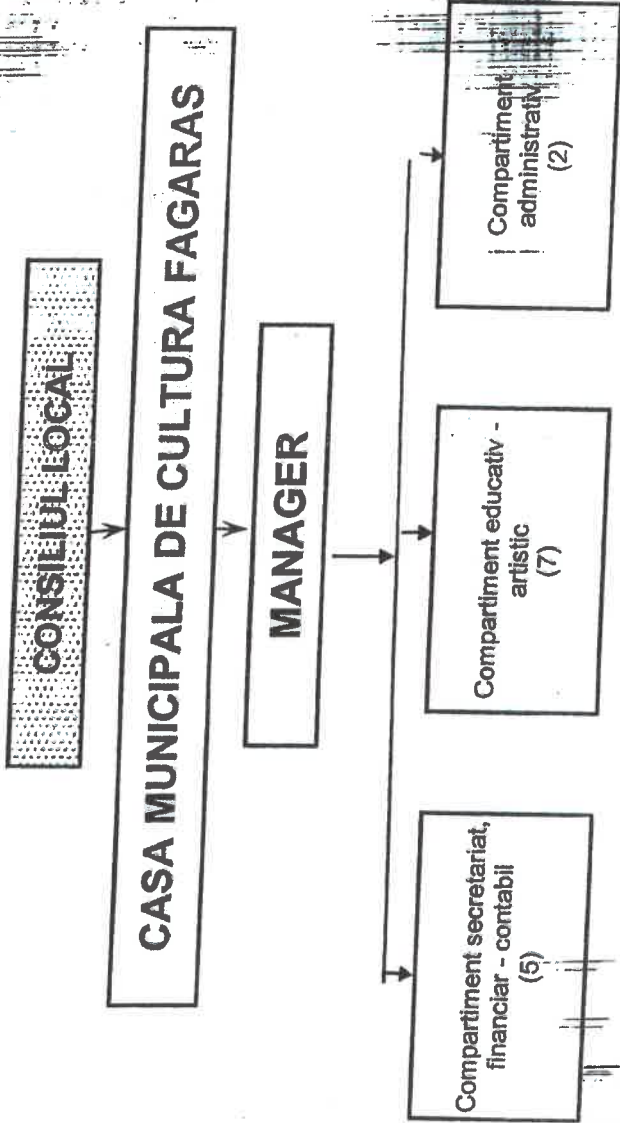 CONSILIUL LOCAL
CASA MUNICIPALA DE CULTURA FAGARAS
MANAGER
Compartiment secretariat,
financiar - contabil
(5)
Compartiment educativ -
artistic
(7)
Compartiment
administrativ
(2)